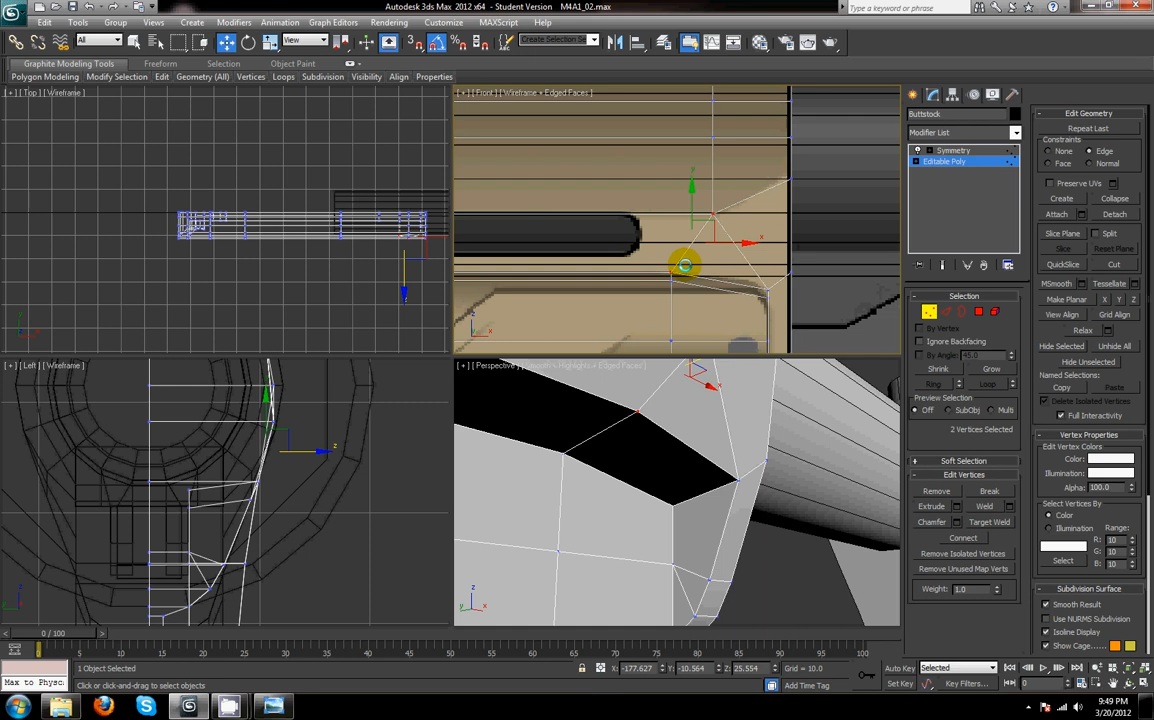 Autodesk 3ds Max 2012 x64 - Student Version M4A1_02.max
Type a keyword or phrase
Edit Tools Group Views Create Modifiers Animation Graph Editors Rendering Customize MAXScript Help
All View Create Selection Se
Graphite Modeling Tools Freeform Selection Object Paint
Polygon Modeling Modify Selection Edit Geometry (All) Vertices Loops Subdivision Visibility Align Properties
[ + ] [ Top ] [ Wireframe ]
[ + ] [ Front ] [ Wireframe + Edged Faces ]
[ + ] [ Left ] [ Wireframe ]
Buttstock
Modifier List
Symmetry
Editable Poly
Selection
By Vertex
Ignore Backfacing
By Angle: 45.0
Shrink Grow
Ring Loop
Preview Selection
Off SubObj Multi
2 Vertices Selected
Soft Selection
Edit Vertices
Remove Break
Extrude Weld
Chamfer Target Weld
Connect
Remove Isolated Vertices
Remove Unused Map Verts
Weight: 1.0
Edit Geometry
Repeat Last
Constraints
None Edge
Face Normal
Preserve UVs
Create Collapse
Attach Detach
Slice Plane Split
Slice Reset Plane
QuickSlice Cut
MSmooth Tessellate
Make Planar X Y Z
View Align Grid Align
Relax
Hide Selected Unhide All
Hide Unselected
Named Selections:
Copy Paste
Delete Isolated Vertices
Full Interactivity
Vertex Properties
Edit Vertex Colors
Color:
Illumination:
Alpha: 100.0
Select Vertices By
Color
Illumination Range:
R: 10
G: 10
B: 10
Select
Subdivision Surface
Smooth Result
Use NURMS Subdivision
Isoline Display
Show Cage......
0 / 100
0 5 10 15 20 25 30 35 40 45 50 55 60 65 70 75 80 85 90 95 100
1 Object Selected X: -177.627 Y: -10.564 Z: 25.554 Grid = 10.0 Auto Key Selected
Max to Physc Click or click-and-drag to select objects Add Time Tag Set Key Key Filters... 0
9:49 PM
3/20/2012